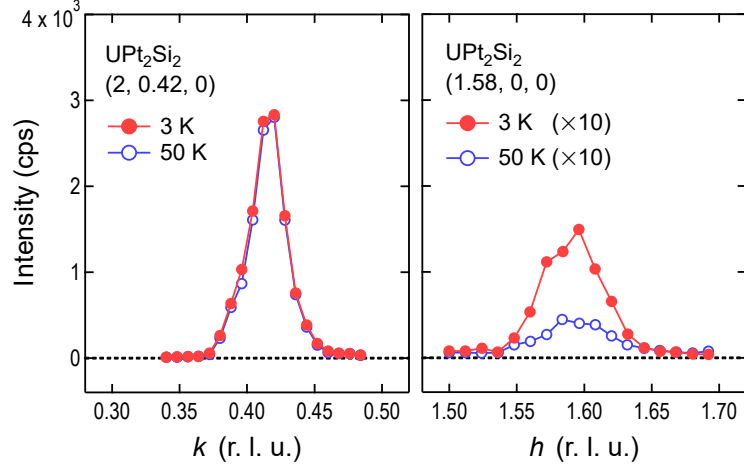 4 x 10³
3
2
1
0
Intensity (cps)
UPt₂Si₂
(2, 0.42, 0)
3 K
50 K
0.30 0.35 0.40 0.45 0.50
k (r. l. u.)
UPt₂Si₂
(1.58, 0, 0)
3 K (×10)
50 K (×10)
1.50 1.55 1.60 1.65 1.70
h (r. l. u.)